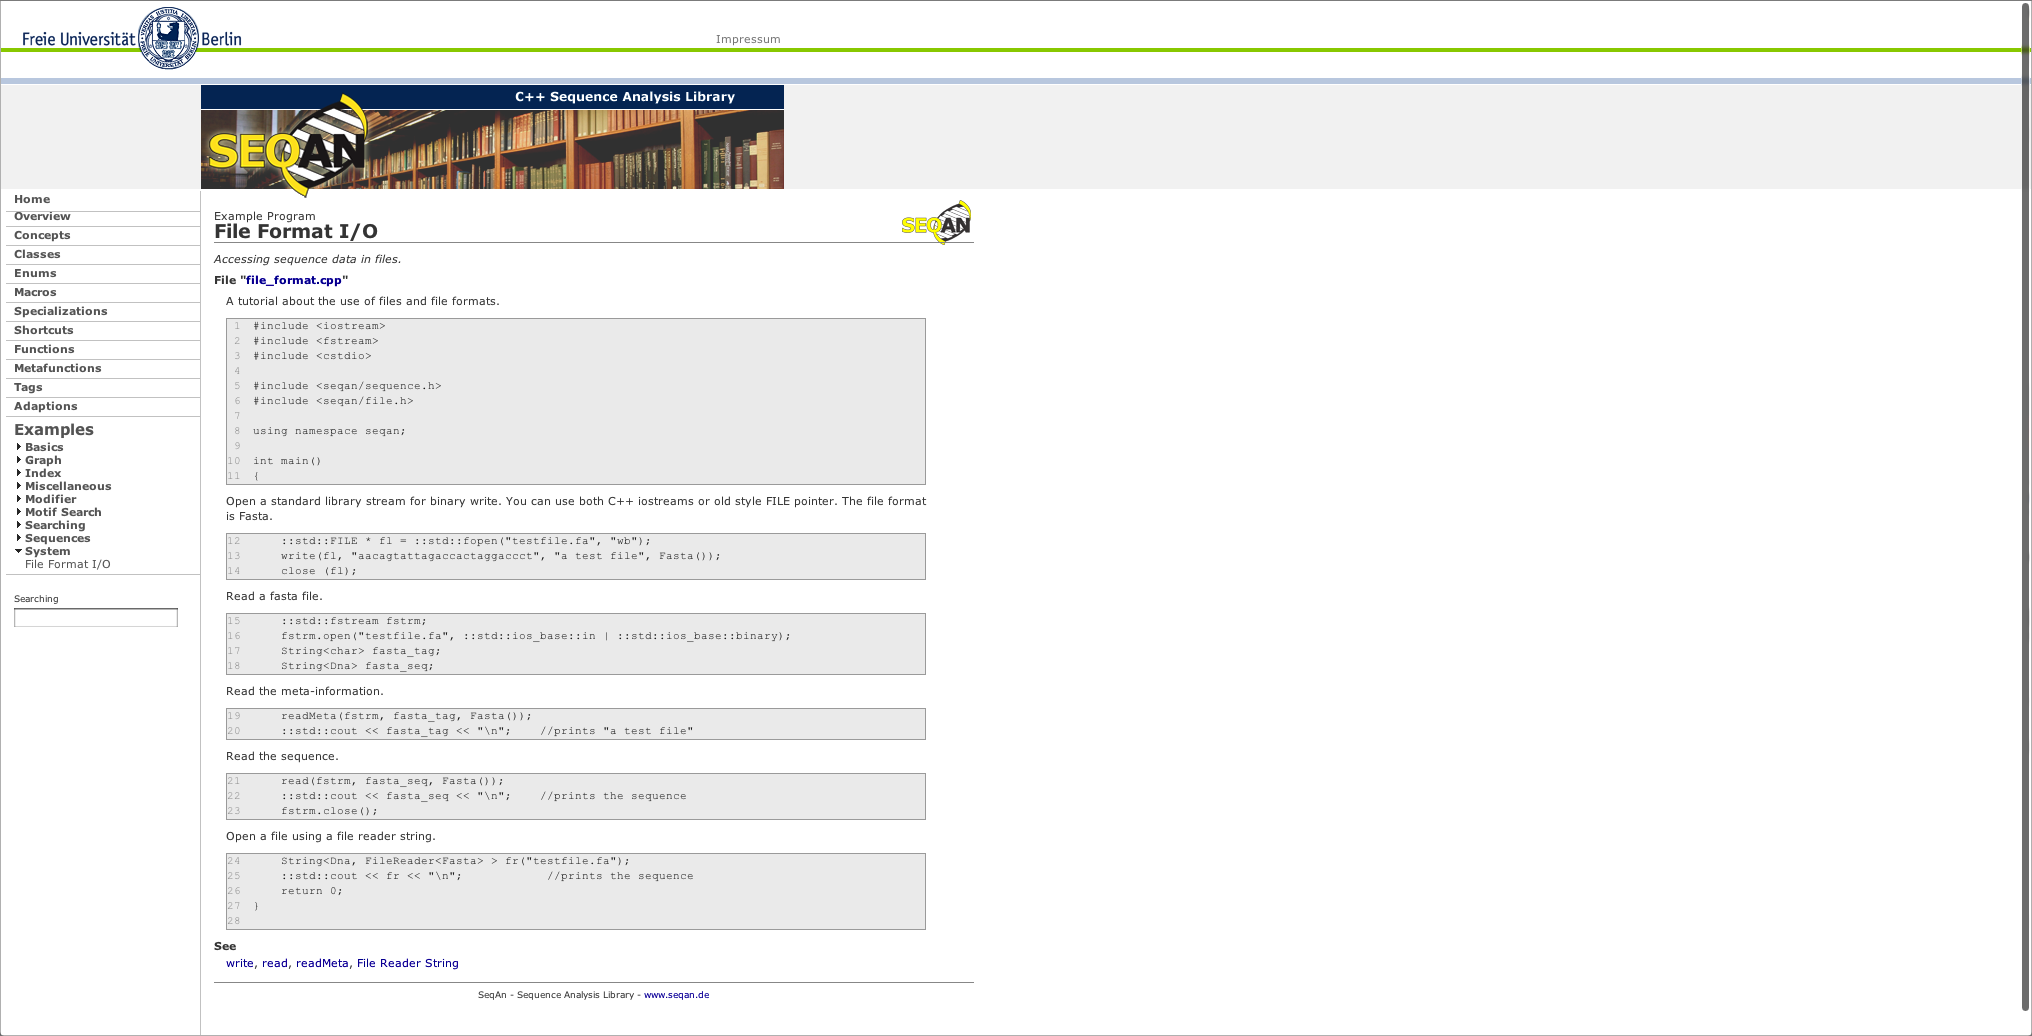 Freie Universität Berlin
Impressum
C++ Sequence Analysis Library
SEQAN
Home
Overview
Concepts
Classes
Enums
Macros
Specializations
Shortcuts
Functions
Metafunctions
Tags
Adaptions
Examples
Basics
Graph
Index
Miscellaneous
Modifier
Motif Search
Searching
Sequences
System
File Format I/O
Searching
Example Program
File Format I/O
SEQAN
Accessing sequence data in files.
File "file_format.cpp"
A tutorial about the use of files and file formats.
1 #include <iostream>
2 #include <fstream>
3 #include <cstdio>
4
5 #include <seqan/sequence.h>
6 #include <seqan/file.h>
7
8 using namespace seqan;
9
10 int main()
11 {
Open a standard library stream for binary write. You can use both C++ iostreams or old style FILE pointer. The file format
is Fasta.
12     ::std::FILE * fl = ::std::fopen("testfile.fa", "wb");
13     write(fl, "aacagtattagaccactaggaccct", "a test file", Fasta());
14     close (fl);
Read a fasta file.
15     ::std::fstream fstrm;
16     fstrm.open("testfile.fa", ::std::ios_base::in | ::std::ios_base::binary);
17     String<char> fasta_tag;
18     String<Dna> fasta_seq;
Read the meta-information.
19     readMeta(fstrm, fasta_tag, Fasta());
20     ::std::cout << fasta_tag << "\n";    //prints "a test file"
Read the sequence.
21     read(fstrm, fasta_seq, Fasta());
22     ::std::cout << fasta_seq << "\n";    //prints the sequence
23     fstrm.close();
Open a file using a file reader string.
24     String<Dna, FileReader<Fasta> > fr("testfile.fa");
25     ::std::cout << fr << "\n";            //prints the sequence
26     return 0;
27 }
28
See
write, read, readMeta, File Reader String
SeqAn - Sequence Analysis Library - www.seqan.de